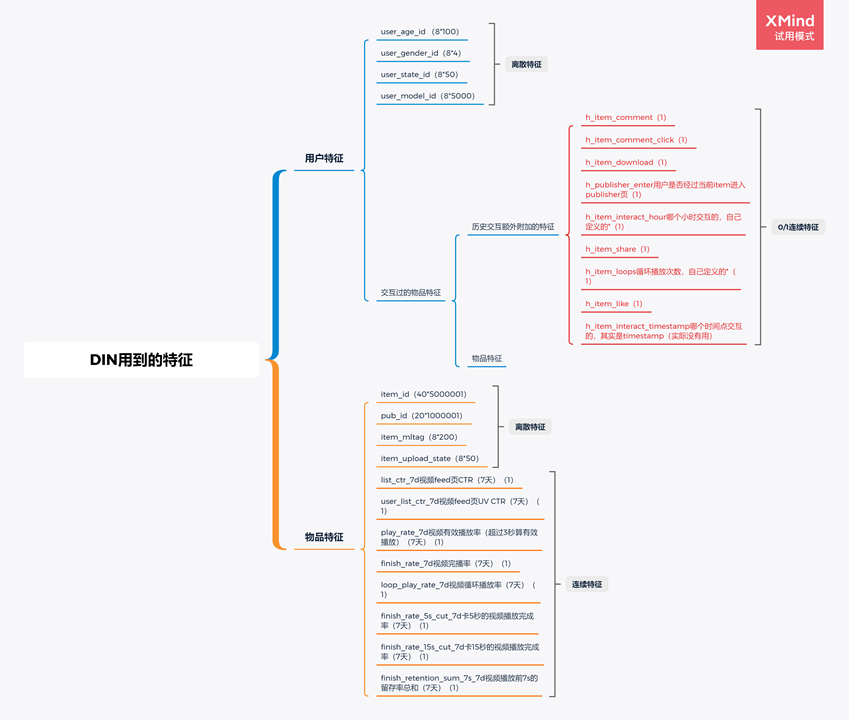 XMind
试用模式
DIN用到的特征
用户特征
user_age_id（8*100）
user_gender_id（8*4）
user_state_id（8*50）
user_model_id（8*5000）
离散特征
交互过的物品特征
历史交互额外附加的特征
h_item_comment（1）
h_item_comment_click（1）
h_item_download（1）
h_publisher_enter用户是否经过当前item进入
publisher页（1）
h_item_interact_hour哪个小时交互的，自己
定义的*（1）
h_item_share（1）
h_item_loops循环播放次数，自己定义的*（
1）
h_item_like（1）
h_item_interact_timestamp哪个时间点交互
的，其实是timestamp（实际没有用）
0/1连续特征
物品特征
物品特征
item_id（40*5000001）
pub_id（20*1000001）
item_mltag（8*200）
item_upload_state（8*50）
离散特征
list_ctr_7d视频feed页CTR（7天）（1）
user_list_ctr_7d视频feed页UV CTR（7天）（
1）
play_rate_7d视频有效播放率（超过3秒算有效
播放）（7天）（1）
finish_rate_7d视频完播率（7天）（1）
loop_play_rate_7d视频循环播放率（7天）（
1）
finish_rate_5s_cut_7d卡5秒的视频播放完成
率（7天）（1）
finish_rate_15s_cut_7d卡15秒的视频播放完成
率（7天）（1）
finish_retention_sum_7s_7d视频播放前7s的
留存率总和（7天）（1）
连续特征